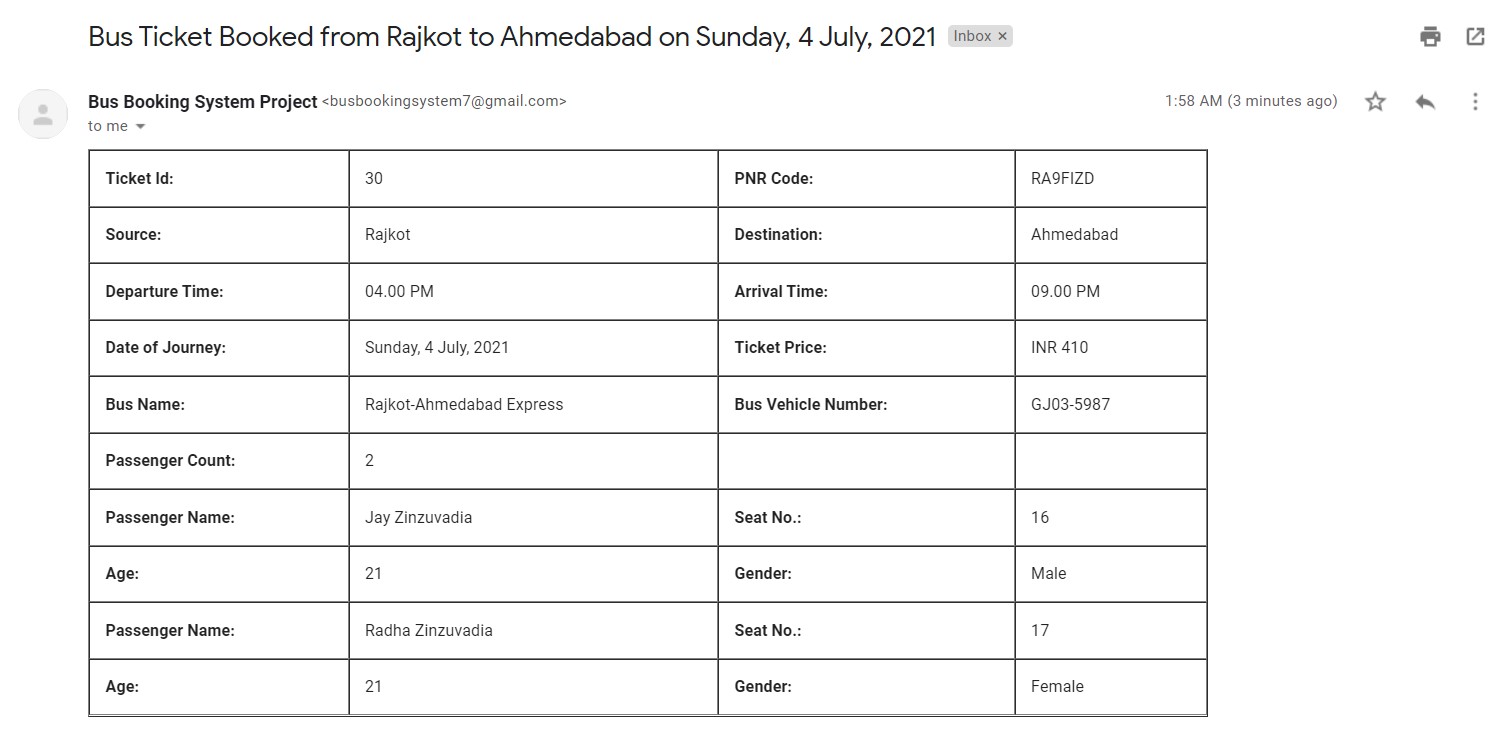 Bus Ticket Booked from Rajkot to Ahmedabad on Sunday, 4 July, 2021 Inbox ×
Bus Booking System Project <busbookingsystem7@gmail.com> 1:58 AM (3 minutes ago)
to me
Ticket Id: 30 PNR Code: RA9FIZD
Source: Rajkot Destination: Ahmedabad
Departure Time: 04.00 PM Arrival Time: 09.00 PM
Date of Journey: Sunday, 4 July, 2021 Ticket Price: INR 410
Bus Name: Rajkot-Ahmedabad Express Bus Vehicle Number: GJ03-5987
Passenger Count: 2
Passenger Name: Jay Zinzuvadia Seat No.: 16
Age: 21 Gender: Male
Passenger Name: Radha Zinzuvadia Seat No.: 17
Age: 21 Gender: Female